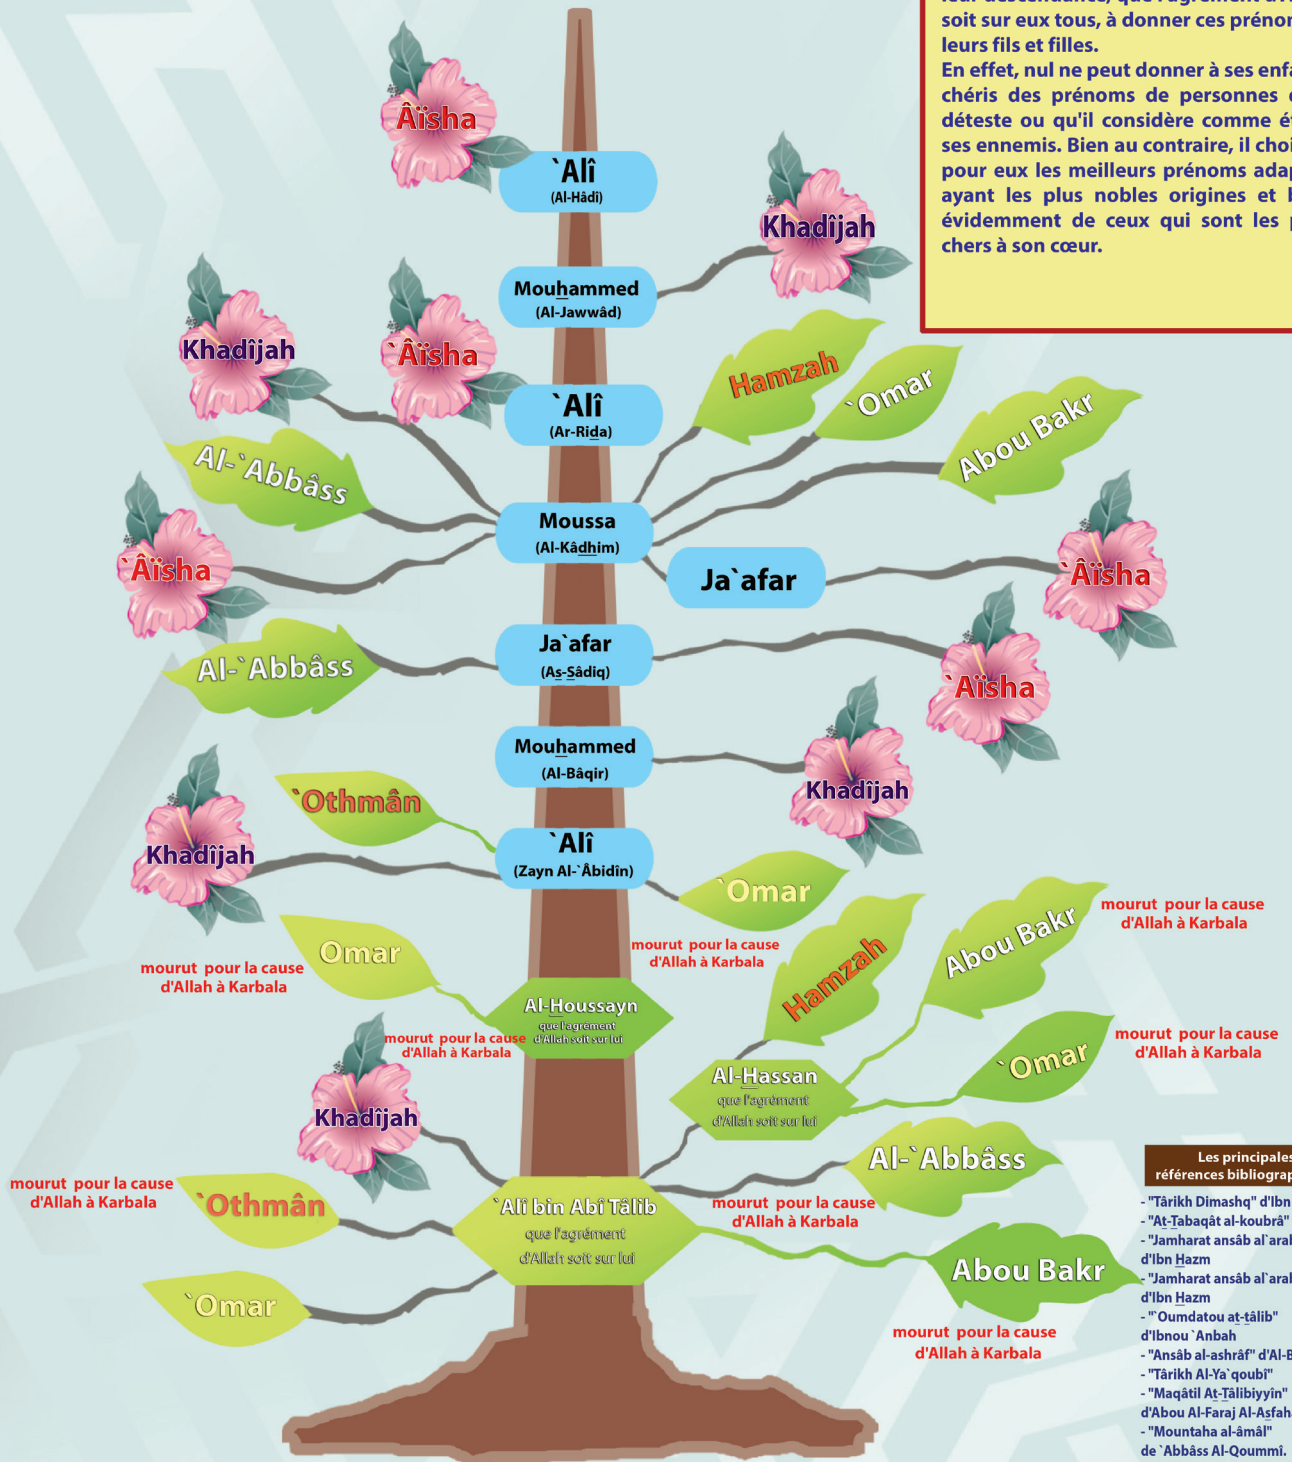 soit sur eux tous, à donner ces prénom
leurs fils et filles.
En effet, nul ne peut donner à ses enfa
chéris des prénoms de personnes
déteste ou qu'il considère comme ét
ses ennemis. Bien au contraire, il choi
pour eux les meilleurs prénoms adap
ayant les plus nobles origines et b
évidemment de ceux qui sont les p
chers à son cœur.
Âïsha
`Alî
(Al-Hâdî)
Khadîjah
Mouhammed
(Al-Jawwâd)
Khadîjah
`Âïsha
Hamzah
`Omar
Abou Bakr
`Alî
(Ar-Rida)
Al-`Abbâss
Moussa
(Al-Kâdhim)
`Âïsha
Ja`afar
`Âïsha
Al-`Abbâss
Ja`afar
(As-Sâdiq)
`Aïsha
Mouhammed
(Al-Bâqir)
Khadîjah
`Othmân
Khadîjah
`Alî
(Zayn Al-`Âbidîn)
`Omar
mourut pour la cause
d'Allah à Karbala
Omar
mourut pour la cause
d'Allah à Karbala
Hamzah
Abou Bakr
mourut pour la cause
d'Allah à Karbala
Al-Houssayn
que l'agrément
d'Allah soit sur lui
mourut pour la cause
d'Allah à Karbala
`Omar
mourut pour la cause
d'Allah à Karbala
Al-Hassan
que l'agrément
d'Allah soit sur lui
Khadîjah
Al-`Abbâss
mourut pour la cause
d'Allah à Karbala
mourut pour la cause
d'Allah à Karbala
`Othmân
`Alî bin Abî Tâlib
que l'agrément
d'Allah soit sur lui
Abou Bakr
mourut pour la cause
d'Allah à Karbala
`Omar
Les principales
références bibliograp
- "Târikh Dimashq" d'Ibn
- "At-Tabaqât al-koubrâ"
- "Jamharat ansâb al`arab
d'Ibn Hazm
- "Jamharat ansâb al`arab
d'Ibn Hazm
- "`Oumdatou at-tâlib"
d'Ibnou `Anbah
- "Ansâb al-ashrâf" d'Al-B
- "Târikh Al-Ya`qoubî"
- "Maqâtil At-Tâlibiyyîn"
d'Abou Al-Faraj Al-Asfaha
- "Mountaha al-âmâl"
de `Abbâss Al-Qoummî.